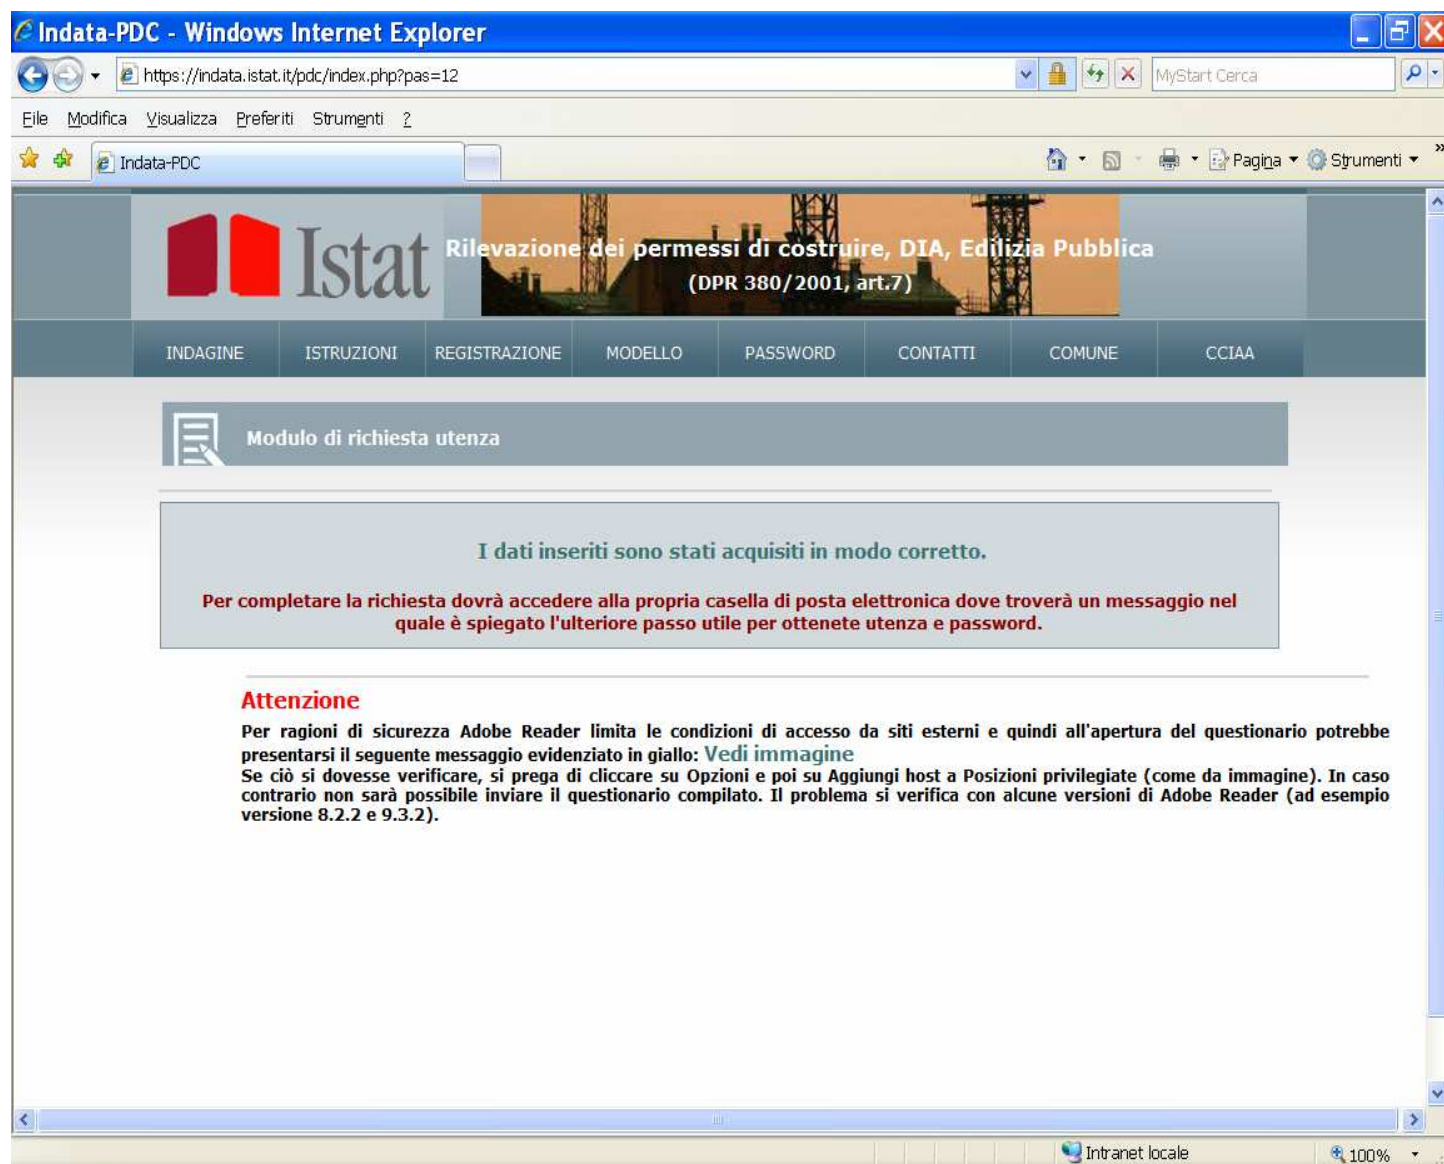 Indata-PDC - Windows Internet Explorer
https://indata.istat.it/pdc/index.php?pas=12
MyStart Cerca
File Modifica Visualizza Preferiti Strumenti ?
Indata-PDC
Pagina Strumenti »
Istat
Rilevazione dei permessi di costruire, DIA, Edilizia Pubblica
(DPR 380/2001, art.7)
INDAGINE ISTRUZIONI REGISTRAZIONE MODELLO PASSWORD CONTATTI COMUNE CCIAA
Modulo di richiesta utenza
I dati inseriti sono stati acquisiti in modo corretto.
Per completare la richiesta dovrà accedere alla propria casella di posta elettronica dove troverà un messaggio nel
quale è spiegato l'ulteriore passo utile per ottenete utenza e password.
Attenzione
Per ragioni di sicurezza Adobe Reader limita le condizioni di accesso da siti esterni e quindi all'apertura del questionario potrebbe
presentarsi il seguente messaggio evidenziato in giallo: Vedi immagine
Se ciò si dovesse verificare, si prega di cliccare su Opzioni e poi su Aggiungi host a Posizioni privilegiate (come da immagine). In caso
contrario non sarà possibile inviare il questionario compilato. Il problema si verifica con alcune versioni di Adobe Reader (ad esempio
versione 8.2.2 e 9.3.2).
Intranet locale
100%